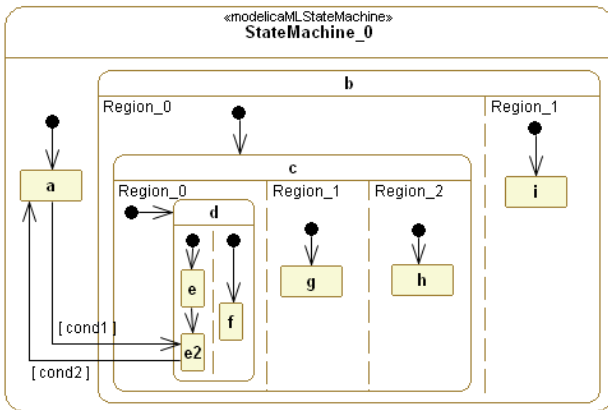 «modelicaMLStateMachine»
StateMachine_0
b
Region_0
Region_1
c
Region_0
Region_1
Region_2
d
a
i
e
g
h
f
[cond1]
e2
[cond2]